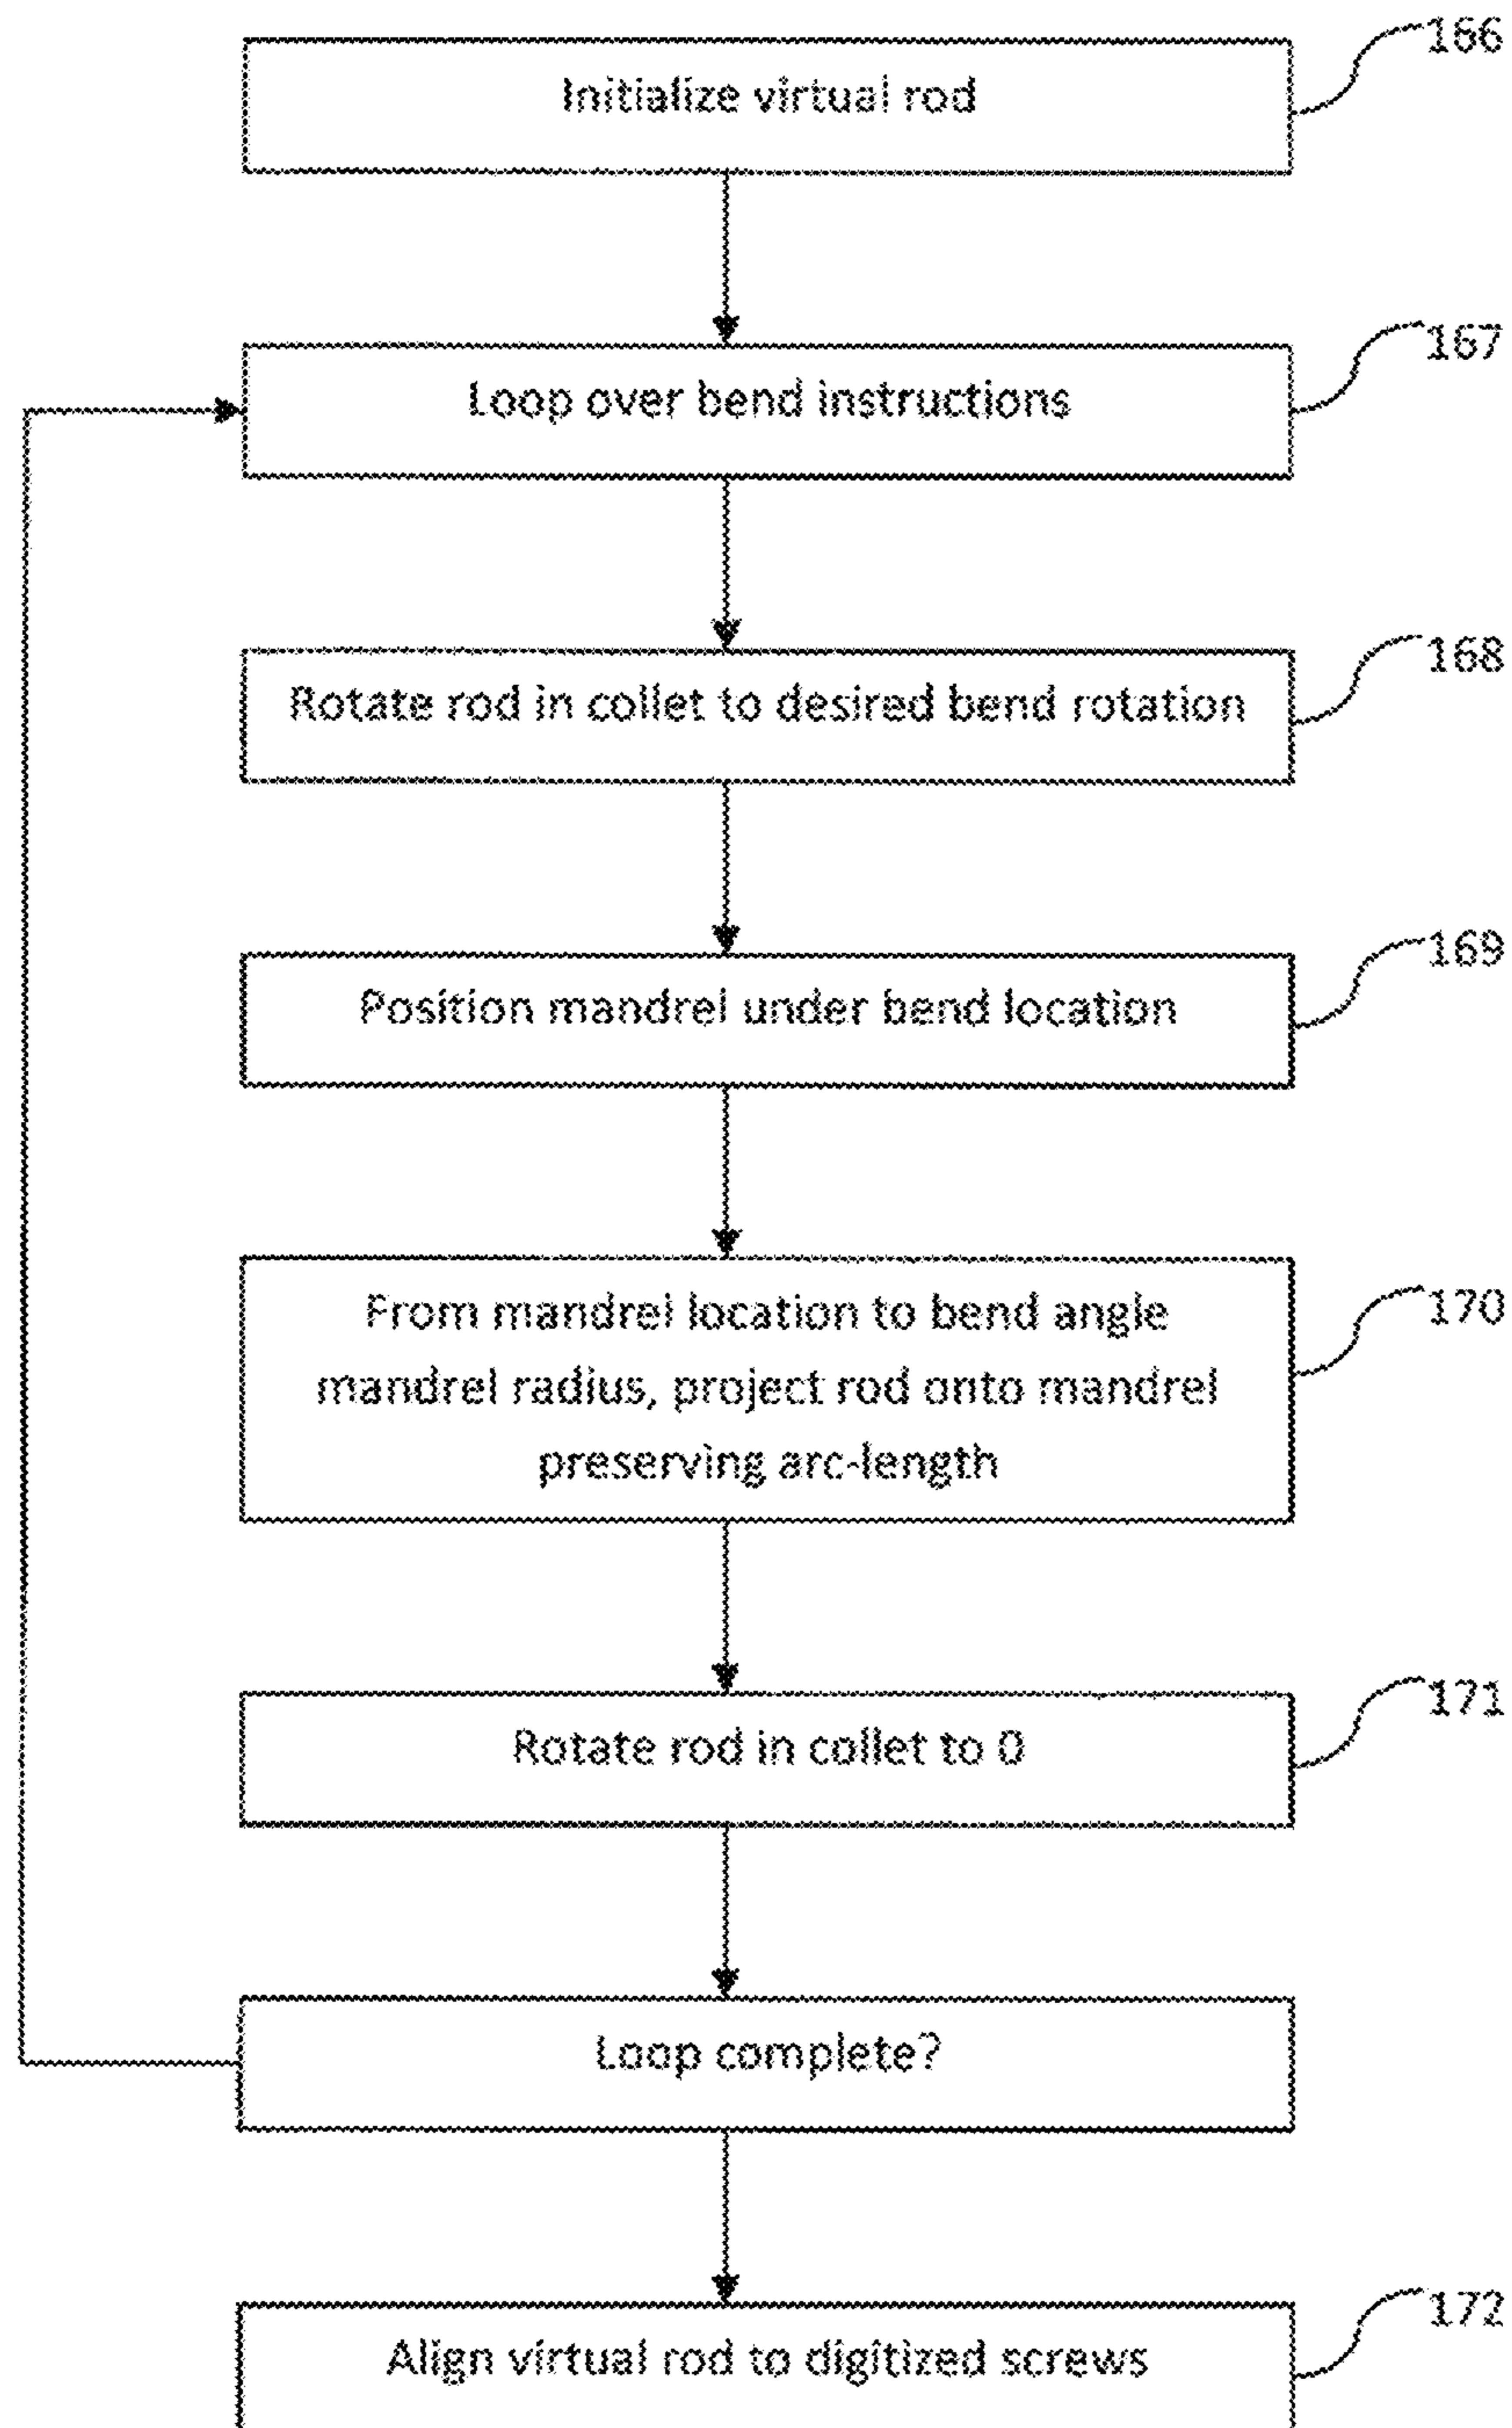 166
Initialize virtual rod
167
Loop over bend instructions
168
Rotate rod in collet to desired bend rotation
169
Position mandrel under bend location
170
From mandrel location to bend angle
mandrel radius, project rod onto mandrel
preserving arc-length
171
Rotate rod in collet to 0
Loop complete?
172
Align virtual rod to digitized screws